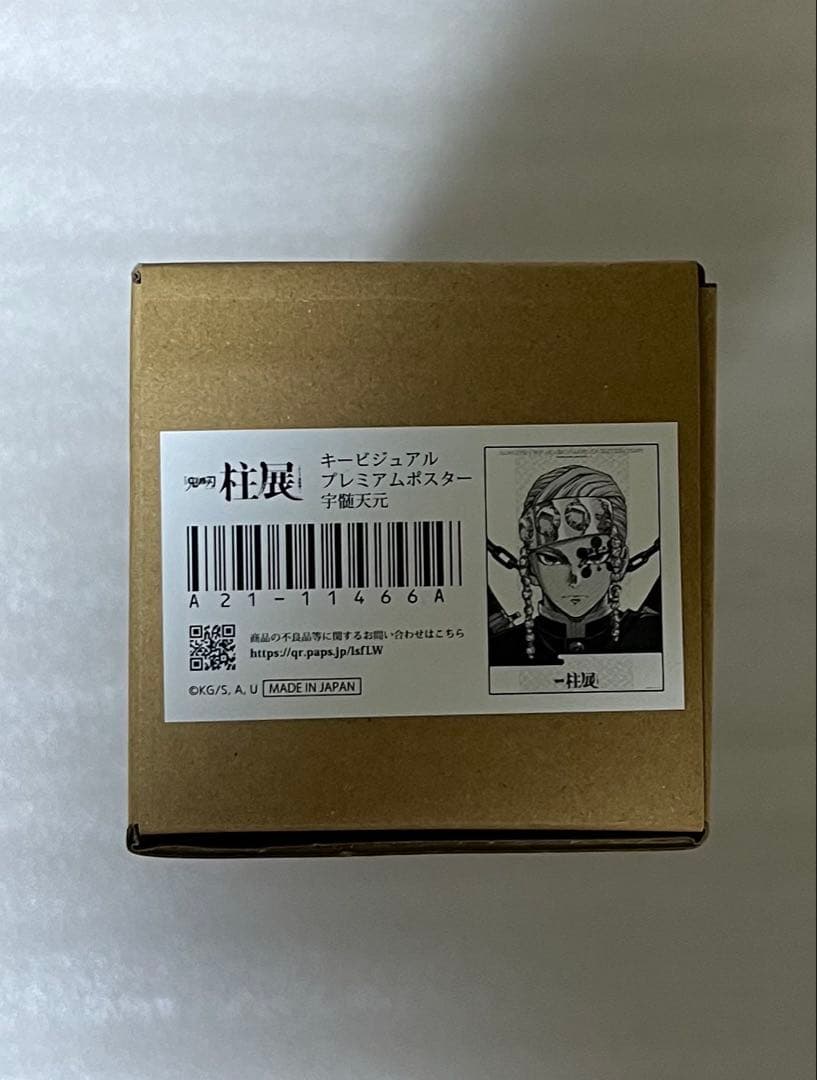 鬼滅の刃 柱展
キービジュアル
プレミアムポスター
宇髄天元
A21-11466A
商品の不良品等に関するお問い合わせはこちら
https://qr.paps.jp/lsfLW
©KG/S, A, U MADE IN JAPAN
柱展